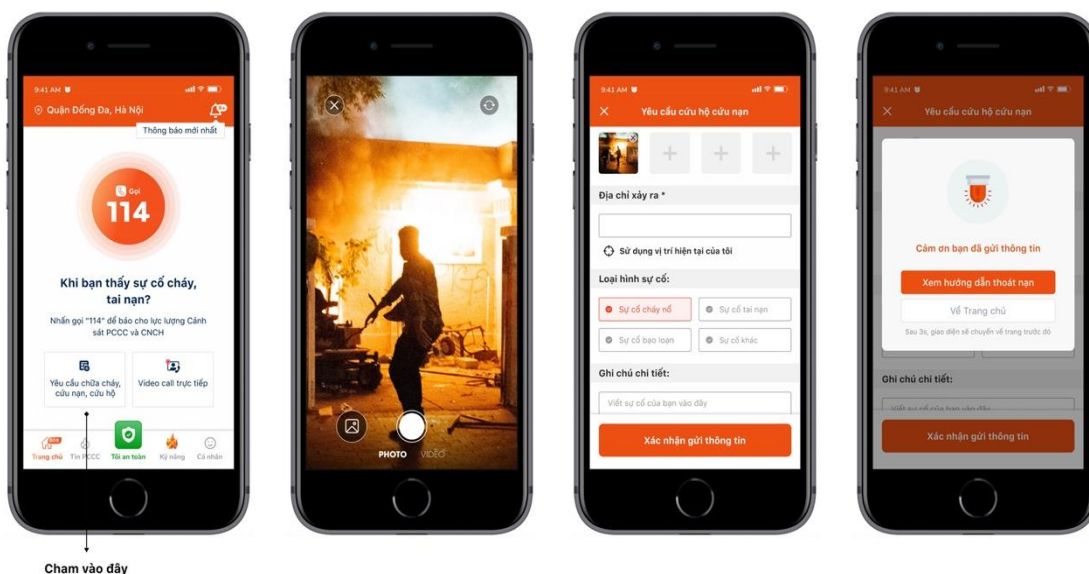 9:41 AM
Quận Đống Đa, Hà Nội
Thông báo mới nhất
Gọi
114
Khi bạn thấy sự cố cháy,
tai nạn?
Nhấn gọi "114" để báo cho lực lượng Cảnh
sát PCCC và CNCH
Yêu cầu chữa cháy,
cứu nạn, cứu hộ
Video call trực tiếp
Trang chủ
Tin PCCC
Tôi an toàn
Kỹ năng
Cá nhân
Chạm vào đây
PHOTO
VIDEO
9:41 AM
Yêu cầu cứu hộ cứu nạn
Địa chỉ xảy ra *
Sử dụng vị trí hiện tại của tôi
Loại hình sự cố:
Sự cố cháy nổ
Sự cố tai nạn
Sự cố bạo loạn
Sự cố khác
Ghi chú chi tiết:
Viết sự cố của bạn vào đây
Xác nhận gửi thông tin
9:41 AM
Yêu cầu cứu hộ cứu nạn
Cảm ơn bạn đã gửi thông tin
Xem hướng dẫn thoát nạn
Về Trang chủ
Sau 3s, giao diện sẽ chuyển về trang trước đó
Ghi chú chi tiết:
Viết sự cố của bạn vào đây
Xác nhận gửi thông tin